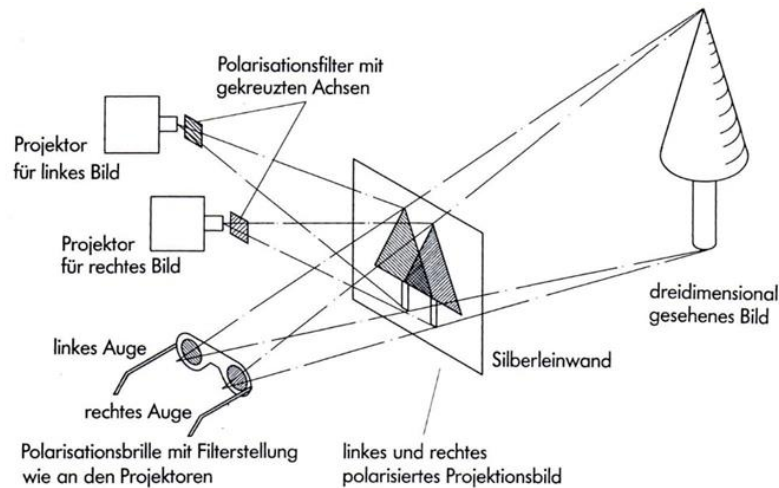 Polarisationsfilter mit
gekreuzten Achsen
Projektor
für linkes Bild
Projektor
für rechtes Bild
dreidimensional
gesehenes Bild
linkes Auge
Silberleinwand
rechtes Auge
Polarisationsbrille mit Filterstellung
wie an den Projektoren
linkes und rechtes
polarisiertes Projektionsbild